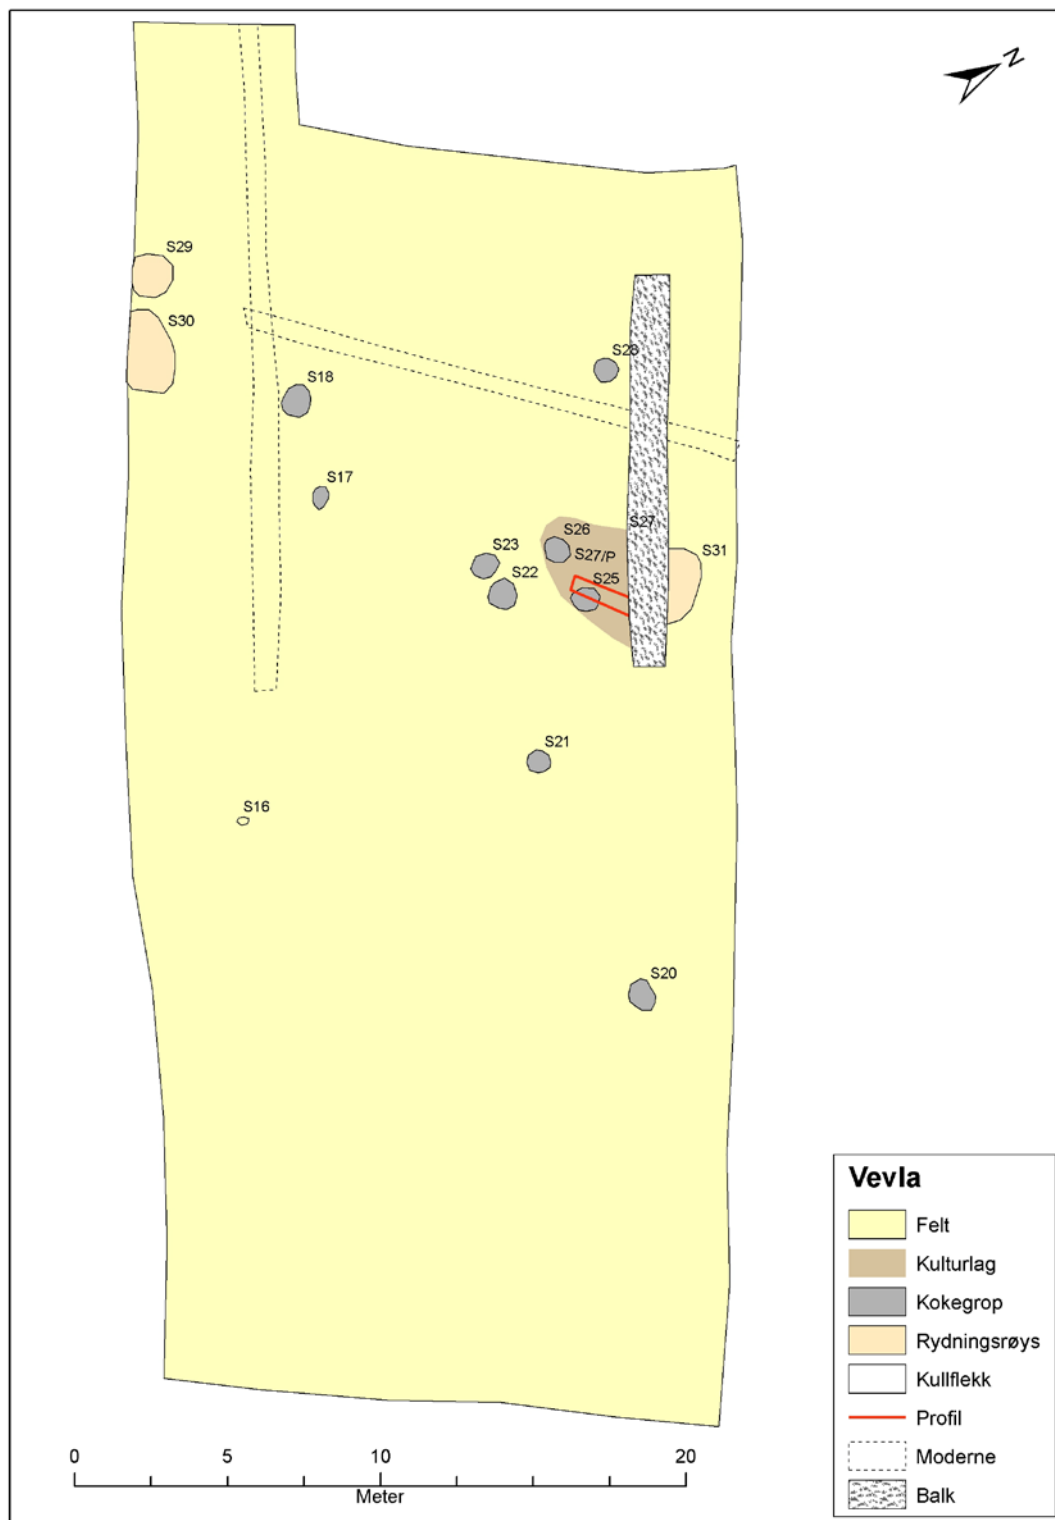 N
S29
S30
S28
S18
S17
S26
S27
S23
S27/P
S31
S22
S25
S21
S16
S20
Vevla
Felt
Kulturlag
Kokegrop
Rydningsrøys
Kullflekk
Profil
Moderne
Balk
0 5 10 20
Meter